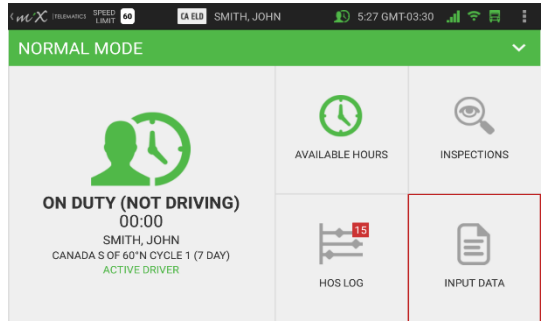 miX [TELEMATICS] SPEED LIMIT 60 CA ELD SMITH, JOHN 5:27 GMT-03:30
NORMAL MODE
ON DUTY (NOT DRIVING)
00:00
SMITH, JOHN
CANADA S OF 60°N CYCLE 1 (7 DAY)
ACTIVE DRIVER
AVAILABLE HOURS
INSPECTIONS
15
HOS LOG
INPUT DATA